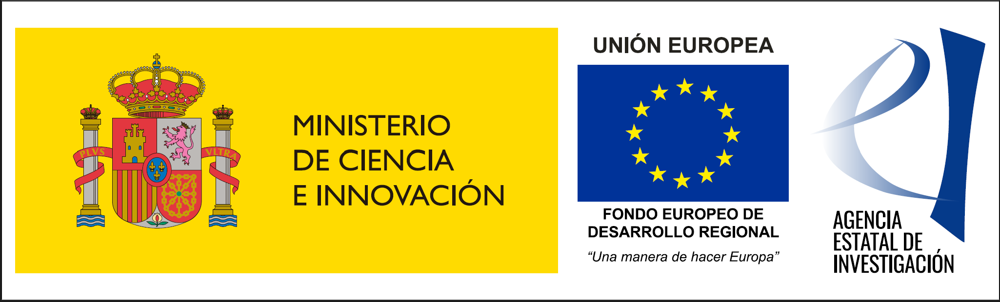 PLVS VLTRA
MINISTERIO
DE CIENCIA
E INNOVACIÓN
UNIÓN EUROPEA
FONDO EUROPEO DE
DESARROLLO REGIONAL
“Una manera de hacer Europa”
AGENCIA
ESTATAL DE
INVESTIGACIÓN